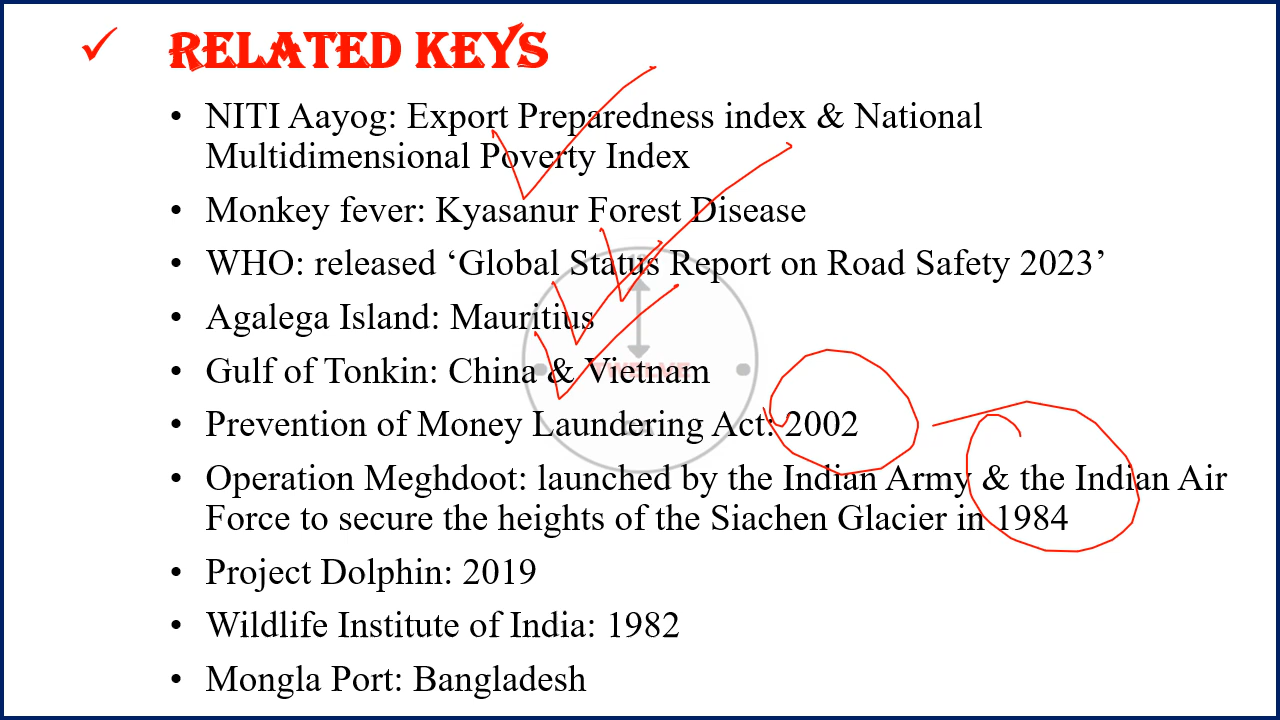 ✓ RELATED KEYS
• NITI Aayog: Export Preparedness index & National
Multidimensional Poverty Index
• Monkey fever: Kyasanur Forest Disease
• WHO: released ‘Global Status Report on Road Safety 2023’
• Agalega Island: Mauritius
• Gulf of Tonkin: China & Vietnam
• Prevention of Money Laundering Act: 2002
• Operation Meghdoot: launched by the Indian Army & the Indian Air
Force to secure the heights of the Siachen Glacier in 1984
• Project Dolphin: 2019
• Wildlife Institute of India: 1982
• Mongla Port: Bangladesh